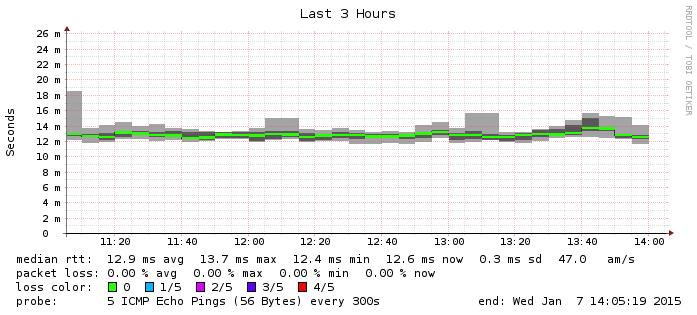 Last 3 Hours
RRDTOOL / TOBI OETIKER
Seconds
26 m
24 m
22 m
20 m
18 m
16 m
14 m
12 m
10 m
8 m
6 m
4 m
2 m
0
11:20 11:40 12:00 12:20 12:40 13:00 13:20 13:40 14:00
median rtt: 12.9 ms avg 13.7 ms max 12.4 ms min 12.6 ms now 0.3 ms sd 47.0 am/s
packet loss: 0.00 % avg 0.00 % max 0.00 % min 0.00 % now
loss color: 0 1/5 2/5 3/5 4/5
probe: 5 ICMP Echo Pings (56 Bytes) every 300s end: Wed Jan 7 14:05:19 2015